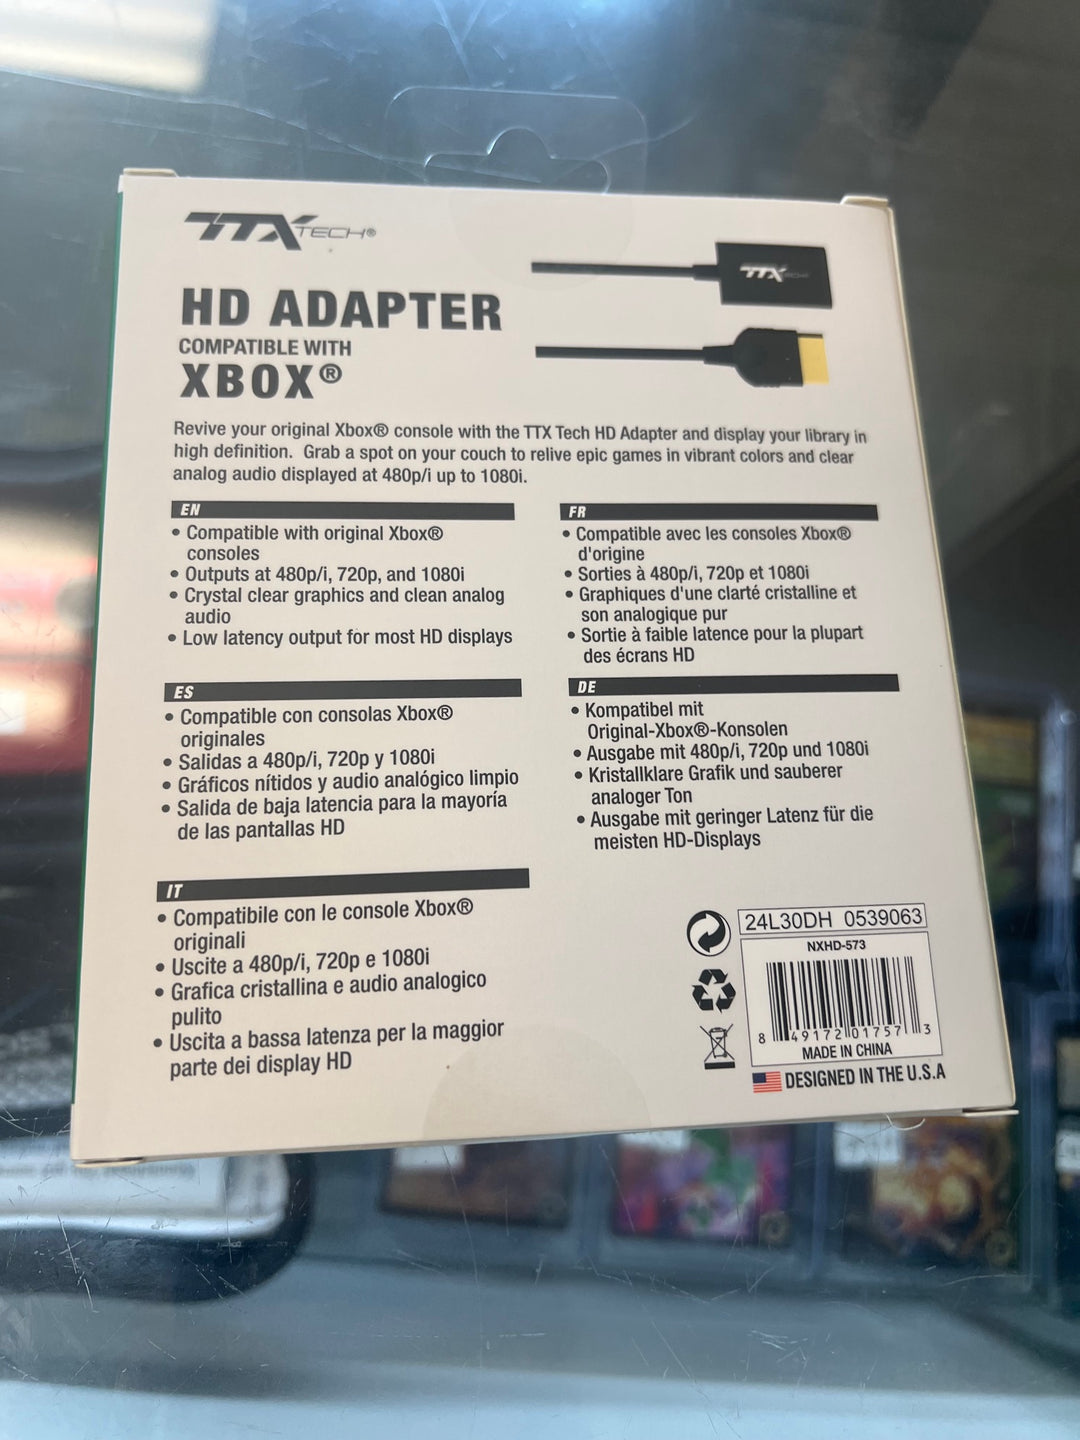 TTX TECH®
TTX
HD ADAPTER
COMPATIBLE WITH
XBOX®
Revive your original Xbox® console with the TTX Tech HD Adapter and display your library in
high definition. Grab a spot on your couch to relive epic games in vibrant colors and clear
analog audio displayed at 480p/i up to 1080i.
EN
• Compatible with original Xbox®
consoles
• Outputs at 480p/i, 720p, and 1080i
• Crystal clear graphics and clean analog
audio
• Low latency output for most HD displays
FR
• Compatible avec les consoles Xbox®
d'origine
• Sorties à 480p/i, 720p et 1080i
• Graphiques d'une clarté cristalline et
son analogique pur
• Sortie à faible latence pour la plupart
des écrans HD
ES
• Compatible con consolas Xbox®
originales
• Salidas a 480p/i, 720p y 1080i
• Gráficos nítidos y audio analógico limpio
• Salida de baja latencia para la mayoría
de las pantallas HD
DE
• Kompatibel mit
Original-Xbox®-Konsolen
• Ausgabe mit 480p/i, 720p und 1080i
• Kristallklare Grafik und sauberer
analoger Ton
• Ausgabe mit geringer Latenz für die
meisten HD-Displays
IT
• Compatibile con le console Xbox®
originali
• Uscite a 480p/i, 720p e 1080i
• Grafica cristallina e audio analogico
pulito
• Uscita a bassa latenza per la maggior
parte dei display HD
24L30DH 0539063
NXHD-573
8 49172 01757 3
MADE IN CHINA
DESIGNED IN THE U.S.A